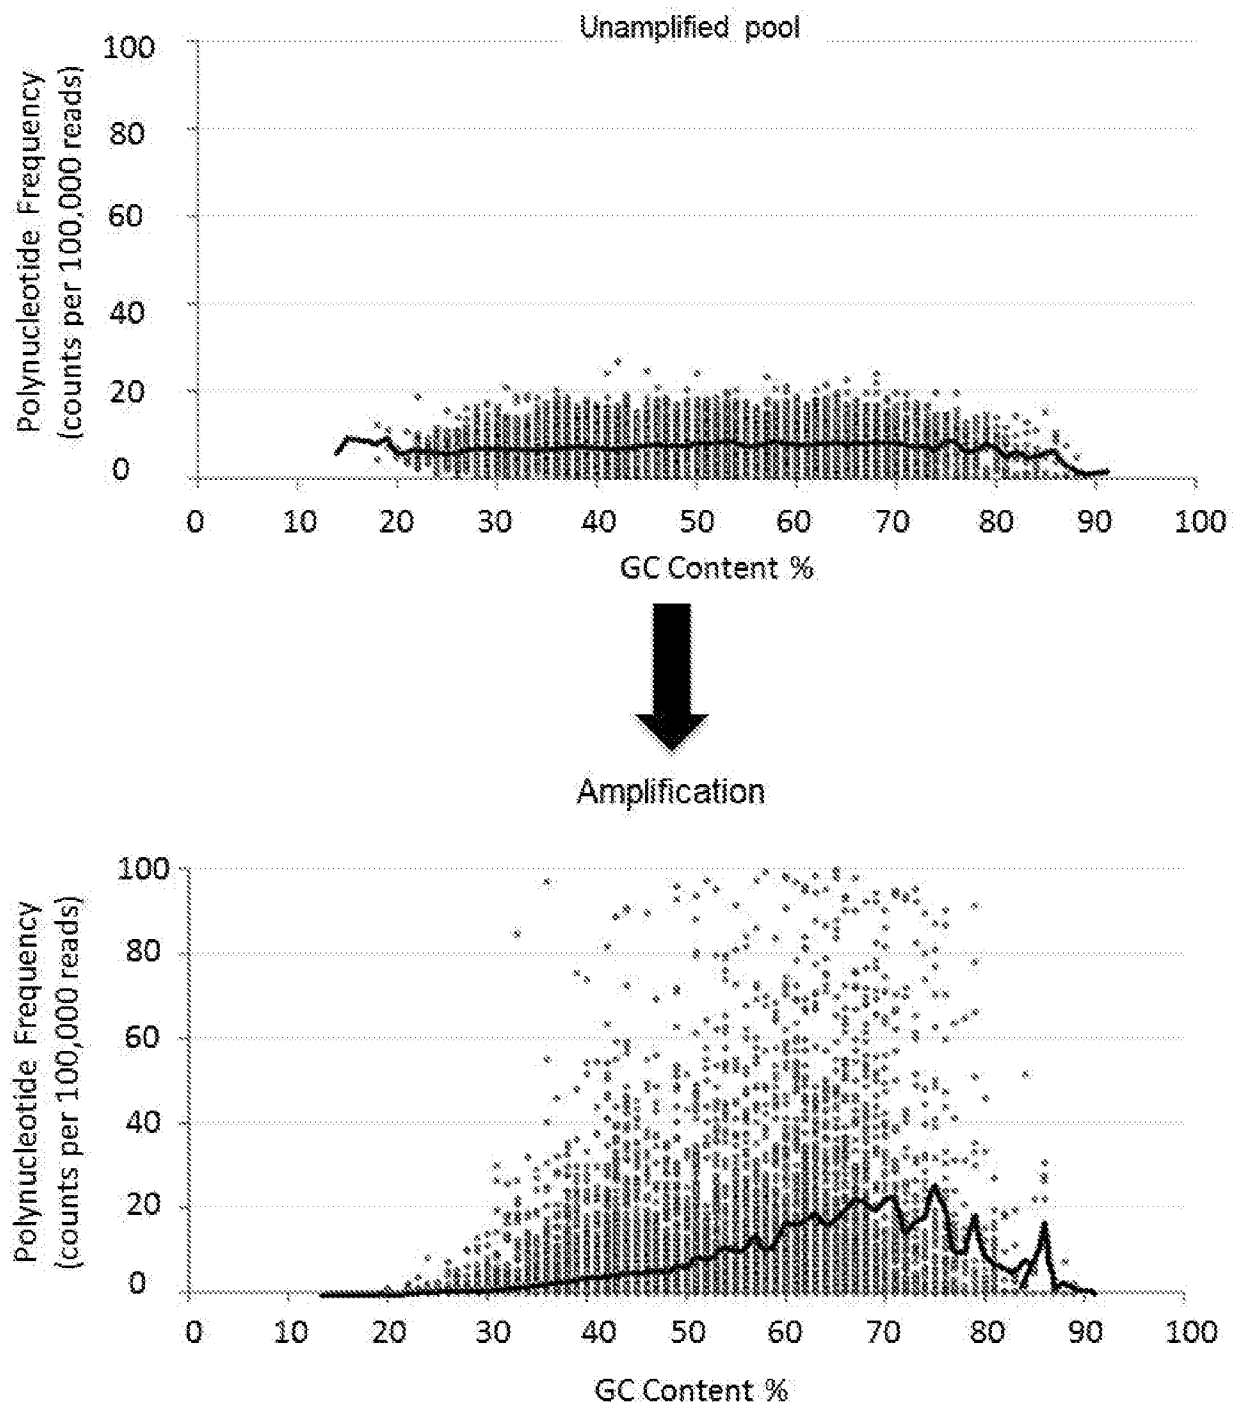 Unamplified pool
Polynucleotide Frequency
(counts per 100,000 reads)
100
80
60
40
20
0
0 10 20 30 40 50 60 70 80 90 100
GC Content %
Amplification
Polynucleotide Frequency
(counts per 100,000 reads)
100
80
60
40
20
0
0 10 20 30 40 50 60 70 80 90 100
GC Content %